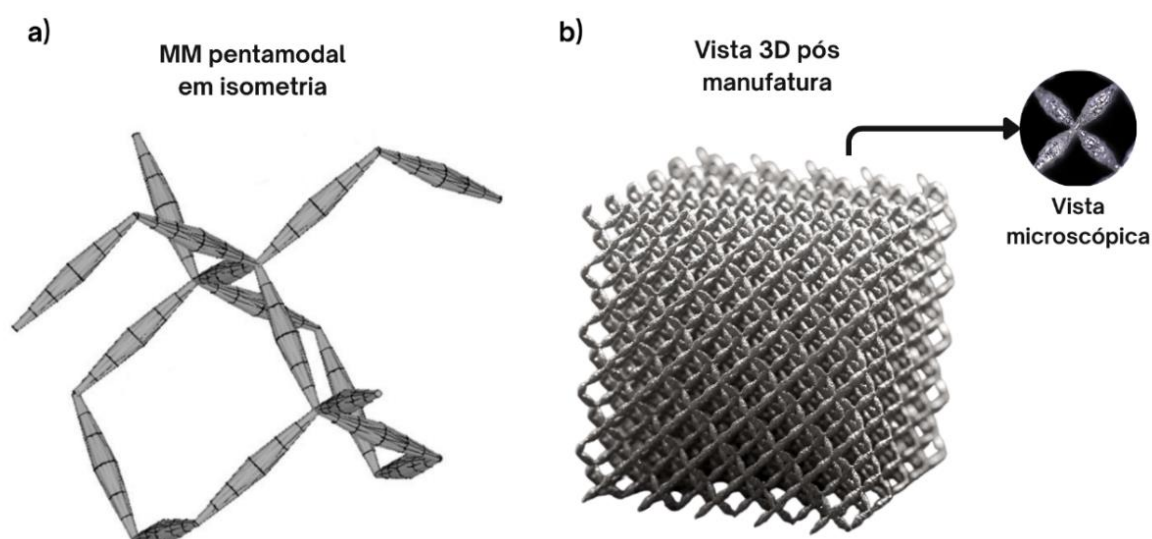 a)
MM pentamodal
em isometria
b)
Vista 3D pós
manufatura
Vista
microscópica